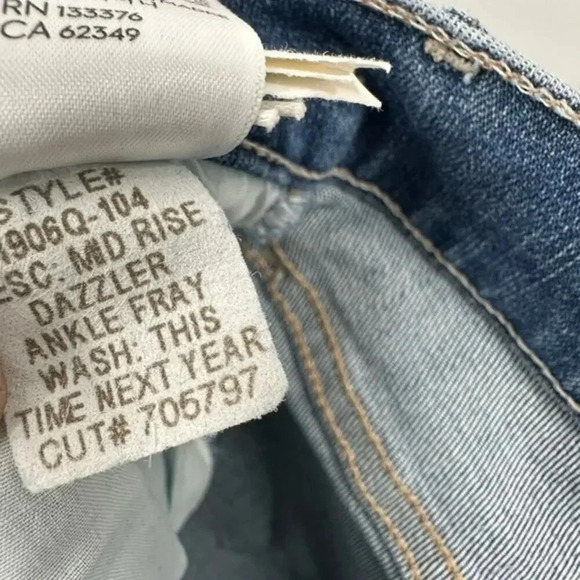 RN 133376
CA 62349
STYLE#
1906Q-104
ESC: MID RISE
DAZZLER
ANKLE FRAY
WASH: THIS
TIME NEXT YEAR
CUT# 705797